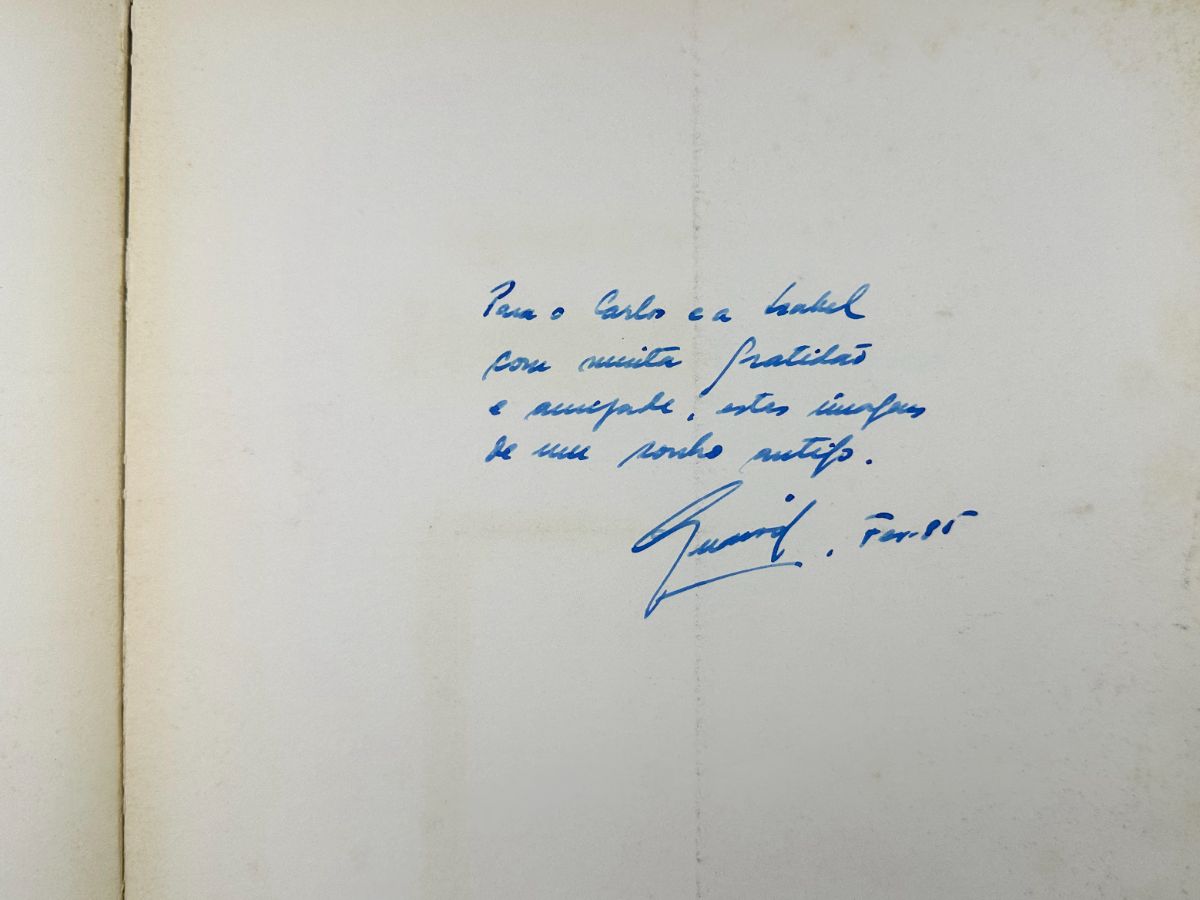 Para o Carlos e a Isabel
com muita gratidão
e amizade, estas imagens
de um sonho antigo.
Fev. 85